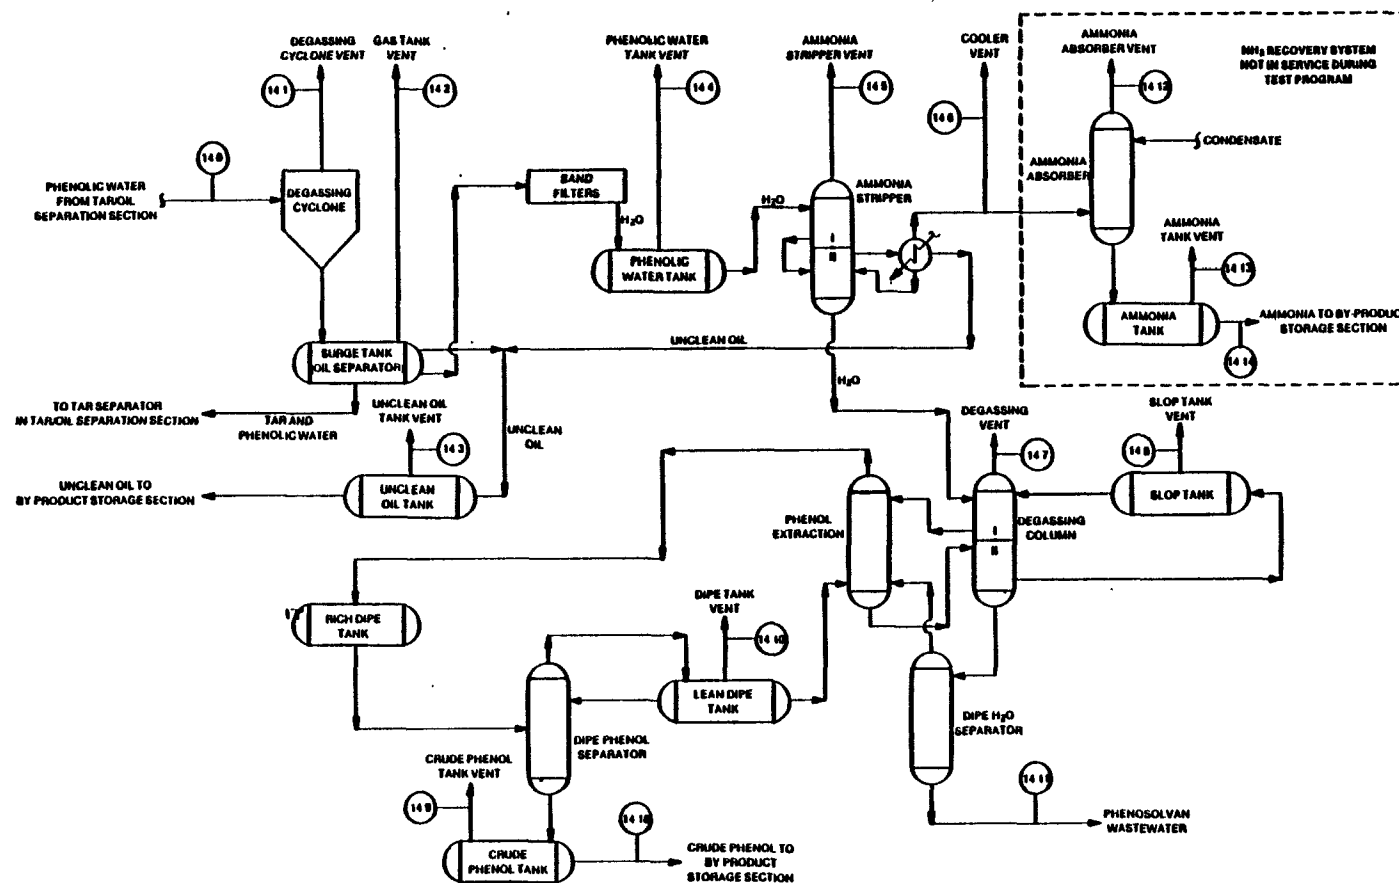 DEGASSING
CYCLONE VENT
GAS TANK
VENT
PHENOLIC WATER
TANK VENT
AMMONIA
STRIPPER VENT
COOLER
VENT
AMMONIA
ABSORBER VENT
NH3 RECOVERY SYSTEM
NOT IN SERVICE DURING
TEST PROGRAM
14 1
14 2
14 4
14 5
14 6
14 12
14 0
PHENOLIC WATER
FROM TAR/OIL
SEPARATION SECTION
DEGASSING
CYCLONE
SAND
FILTERS
H2O
PHENOLIC
WATER TANK
H2O
AMMONIA
STRIPPER
I
II
AMMONIA
ABSORBER
CONDENSATE
AMMONIA
TANK VENT
14 13
AMMONIA
TANK
AMMONIA TO BY-PRODUCT
STORAGE SECTION
14 14
SURGE TANK
OIL SEPARATOR
UNCLEAN OIL
H2O
TO TAR SEPARATOR
IN TAR/OIL SEPARATION SECTION
TAR AND
PHENOLIC WATER
UNCLEAN OIL
TANK VENT
14 3
UNCLEAN
OIL
UNCLEAN OIL TO
BY PRODUCT STORAGE SECTION
UNCLEAN
OIL TANK
DEGASSING
VENT
14 7
SLOP TANK
VENT
14 8
SLOP TANK
PHENOL
EXTRACTION
I
II
DEGASSING
COLUMN
RICH DIPE
TANK
DIPE TANK
VENT
14 10
LEAN DIPE
TANK
DIPE PHENOL
SEPARATOR
DIPE H2O
SEPARATOR
CRUDE PHENOL
TANK VENT
14 9
14 11
PHENOSOLVAN
WASTEWATER
CRUDE
PHENOL TANK
CRUDE PHENOL TO
BY PRODUCT
STORAGE SECTION